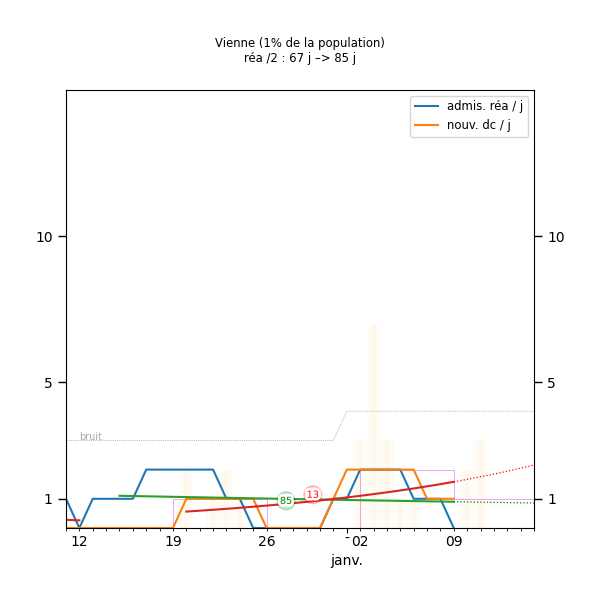 Vienne (1% de la population)
réa /2 : 67 j –> 85 j
admis. réa / j
nouv. dc / j
10
10
5
5
bruit
85
13
1
1
12
19
26
02
09
janv.